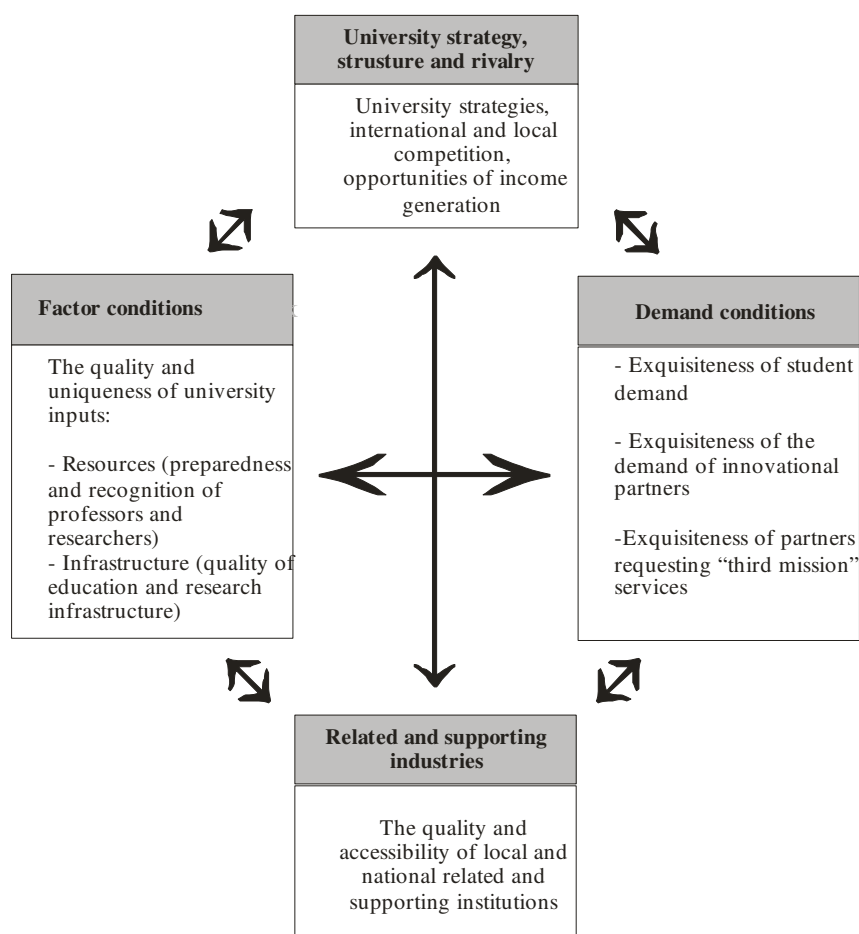 University strategy,
strusture and rivalry
University strategies,
international and local
competition,
opportunities of income
generation
Factor conditions
The quality and
uniqueness of university
inputs:
- Resources (preparedness
and recognition of
professors and
researchers)
- Infrastructure (quality of
education and research
infrastructure)
Demand conditions
- Exquisiteness of student
demand
- Exquisiteness of the
demand of innovational
partners
-Exquisiteness of partners
requesting “third mission”
services
Related and supporting
industries
The quality and
accessibility of local and
national related and
supporting institutions